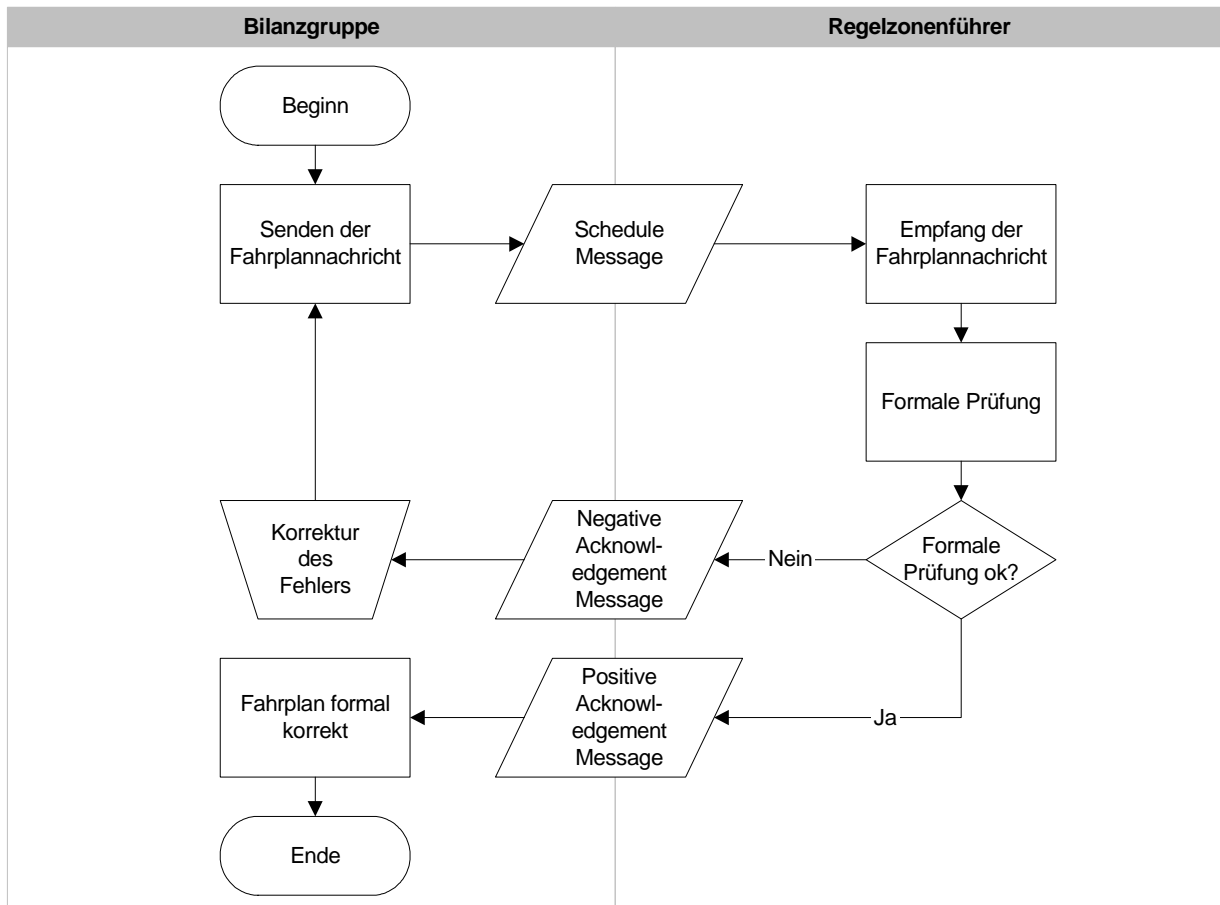 Bilanzgruppe
Regelzonenführer
Beginn
Senden der
Fahrplannachricht
Schedule
Message
Empfang der
Fahrplannachricht
Formale Prüfung
Korrektur
des
Fehlers
Negative
Acknowl-
edgement
Message
Nein
Formale
Prüfung ok?
Fahrplan formal
korrekt
Positive
Acknowl-
edgement
Message
Ja
Ende